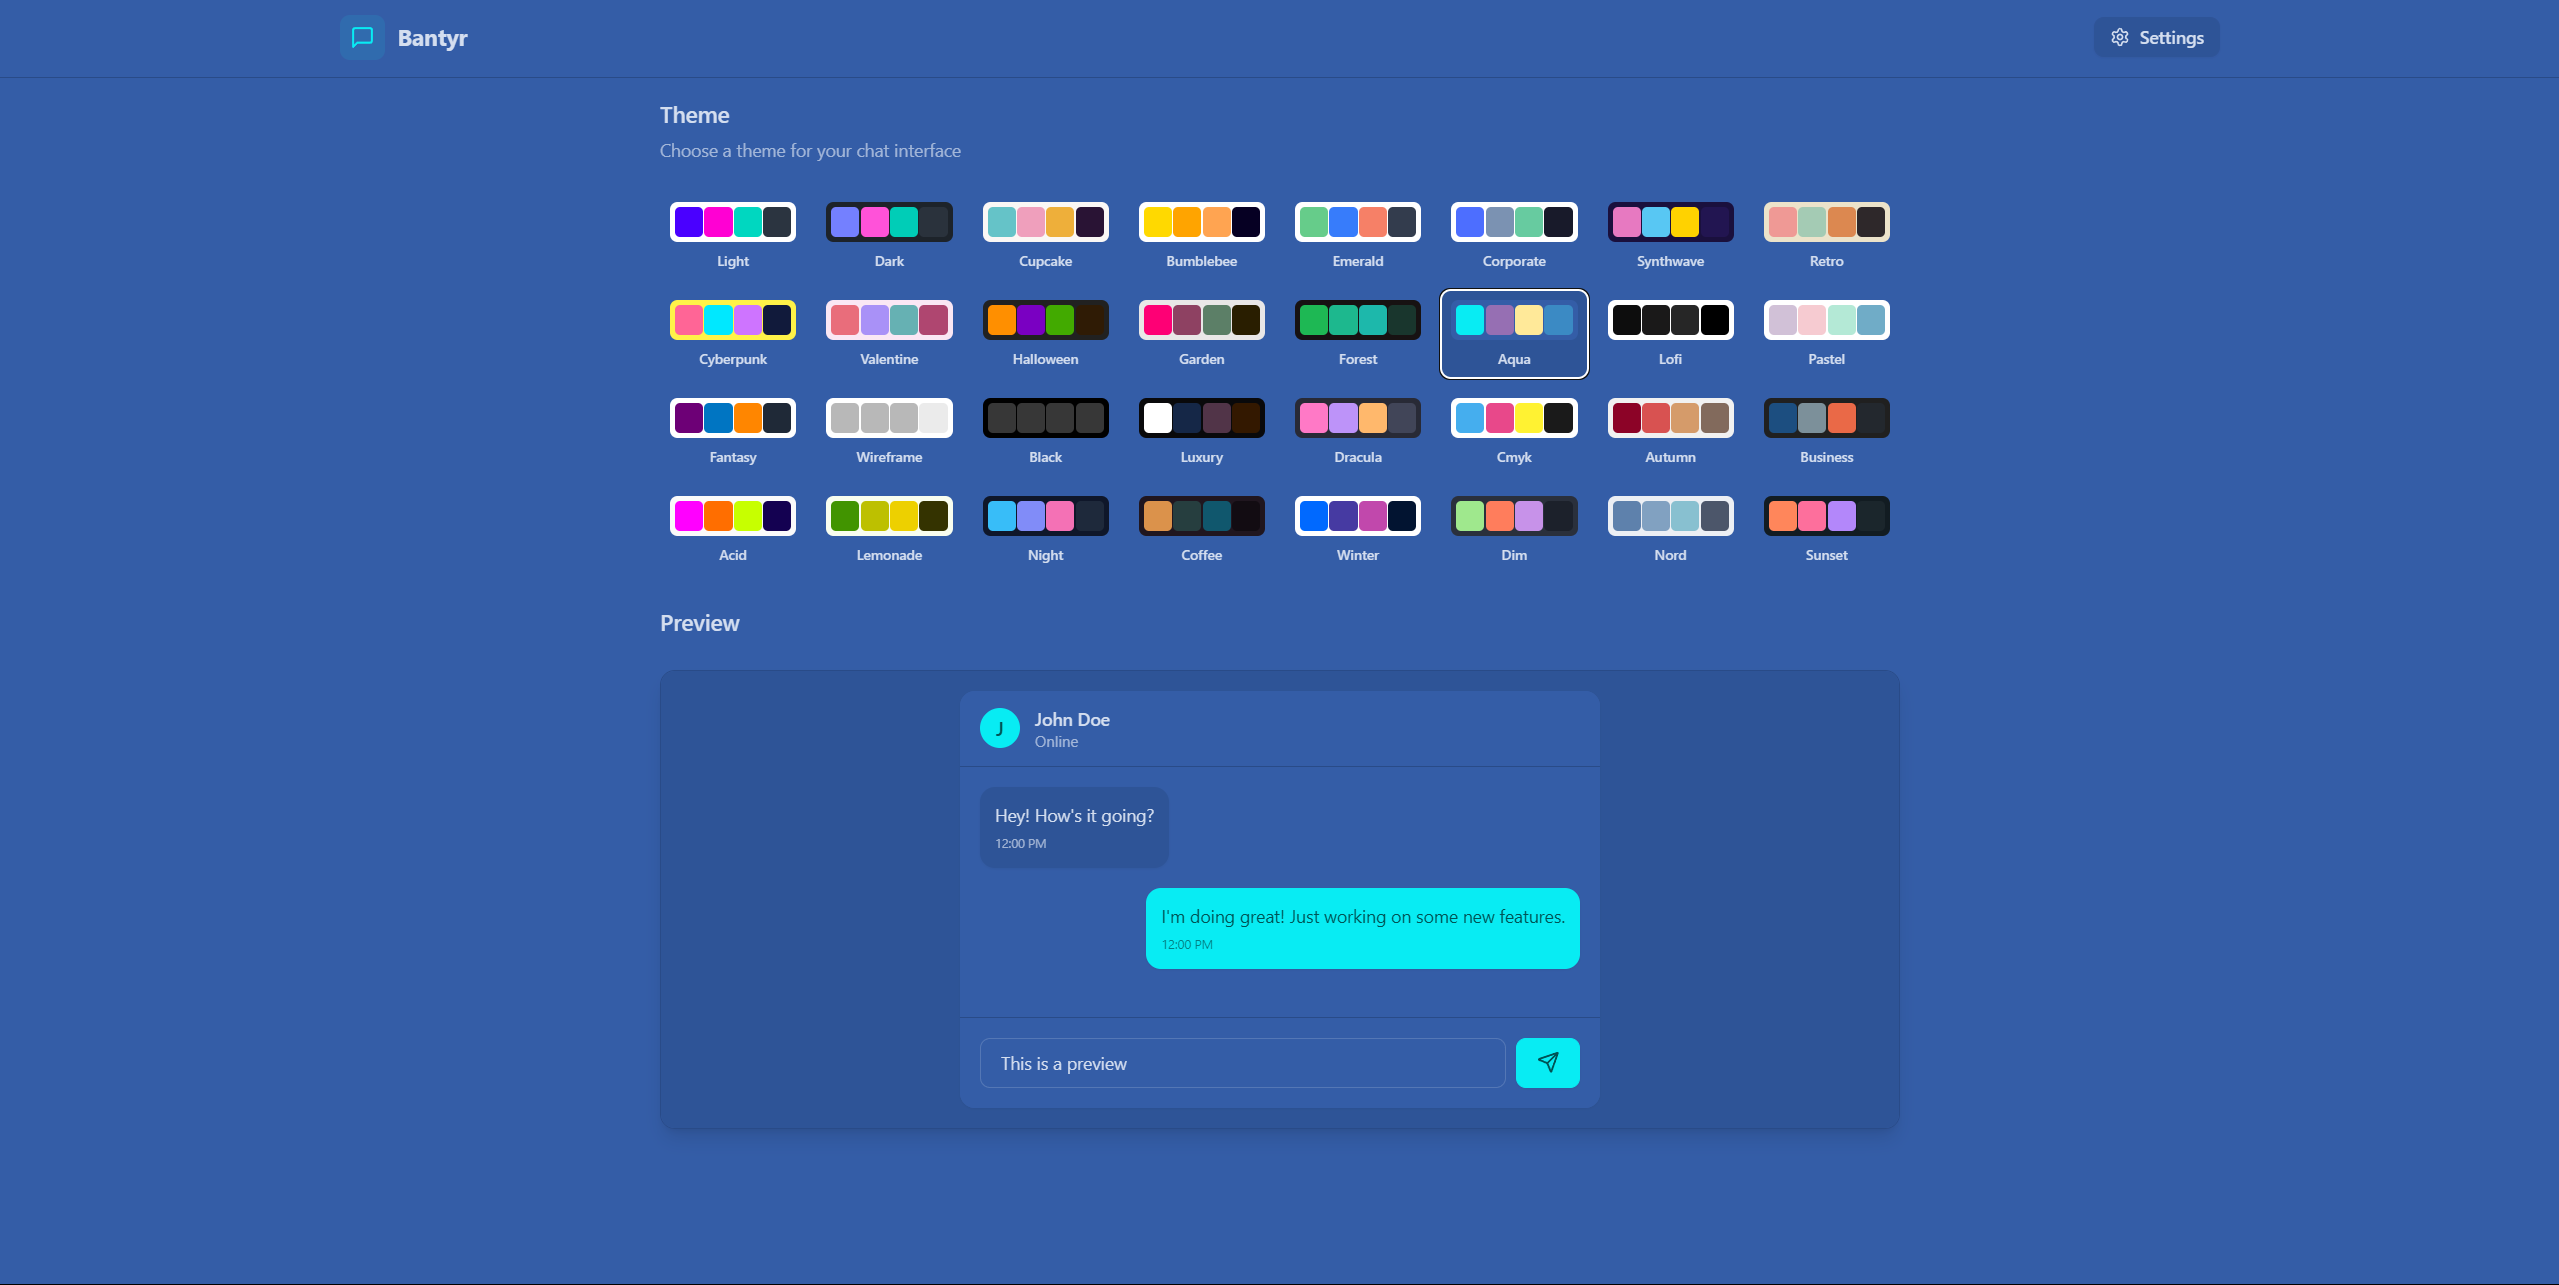 Bantyr
Settings
Theme
Choose a theme for your chat interface
Light
Dark
Cupcake
Bumblebee
Emerald
Corporate
Synthwave
Retro
Cyberpunk
Valentine
Halloween
Garden
Forest
Aqua
Lofi
Pastel
Fantasy
Wireframe
Black
Luxury
Dracula
Cmyk
Autumn
Business
Acid
Lemonade
Night
Coffee
Winter
Dim
Nord
Sunset
Preview
J
John Doe
Online
Hey! How's it going?
12:00 PM
I'm doing great! Just working on some new features.
12:00 PM
This is a preview